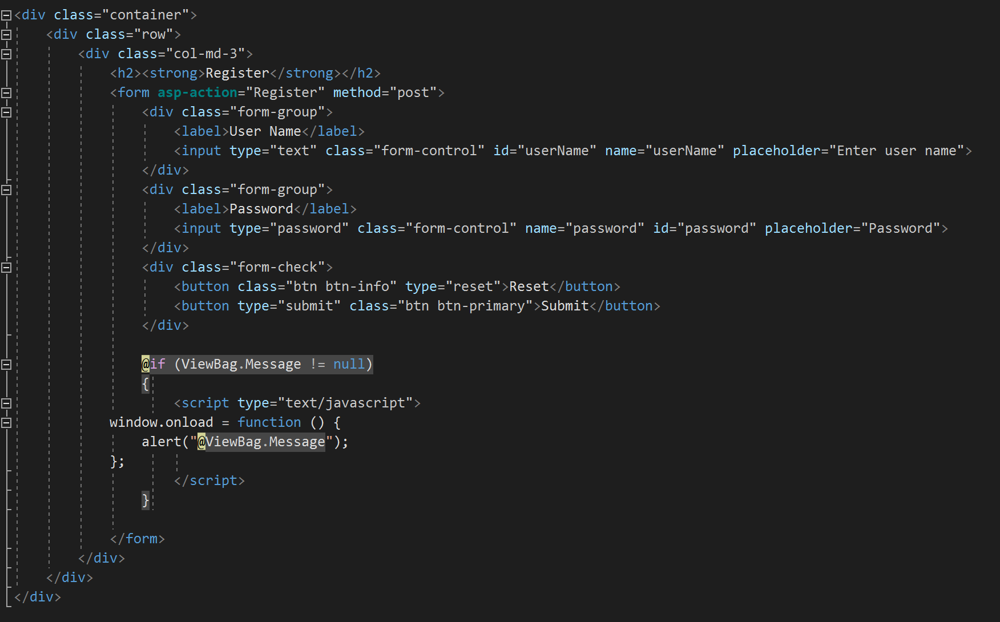 <div class="container">
<div class="row">
<div class="col-md-3">
<h2><strong>Register</strong></h2>
<form asp-action="Register" method="post">
<div class="form-group">
<label>User Name</label>
<input type="text" class="form-control" id="userName" name="userName" placeholder="Enter user name">
</div>
<div class="form-group">
<label>Password</label>
<input type="password" class="form-control" name="password" id="password" placeholder="Password">
</div>
<div class="form-check">
<button class="btn btn-info" type="reset">Reset</button>
<button type="submit" class="btn btn-primary">Submit</button>
</div>
@if (ViewBag.Message != null)
{
<script type="text/javascript">
window.onload = function () {
alert("@ViewBag.Message");
};
</script>
}
</form>
</div>
</div>
</div>